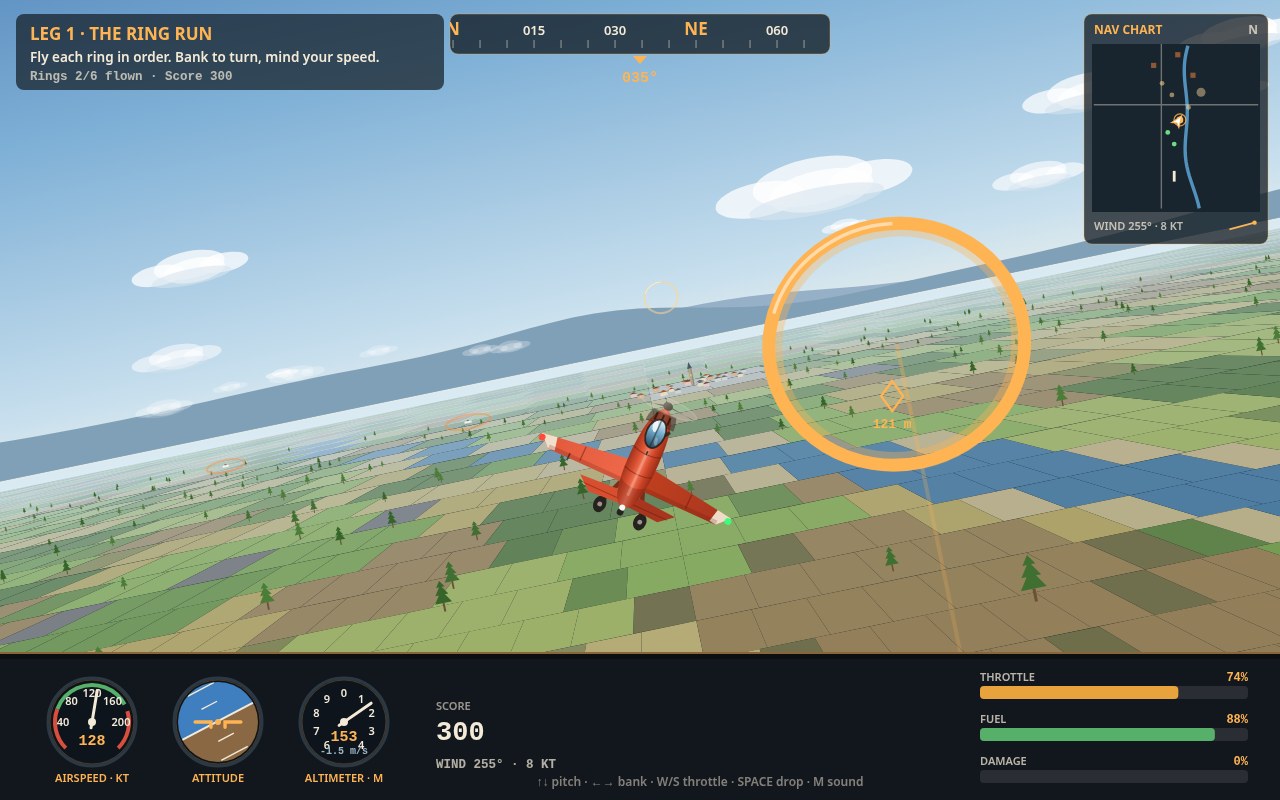 LEG 1 · THE RING RUN
Fly each ring in order. Bank to turn, mind your speed.
Rings 2/6 flown · Score 300
N 015 030 NE 060
035°
NAV CHART N
WIND 255° · 8 KT
121 m
40 80 120 160 200
128
AIRSPEED · KT
ATTITUDE
0 1 2 3 4 6 7 8 9
153
-1.5 m/s
ALTIMETER · M
SCORE
300
WIND 255° · 8 KT
↑↓ pitch · ←→ bank · W/S throttle · SPACE drop · M sound
THROTTLE 74%
FUEL 88%
DAMAGE 0%